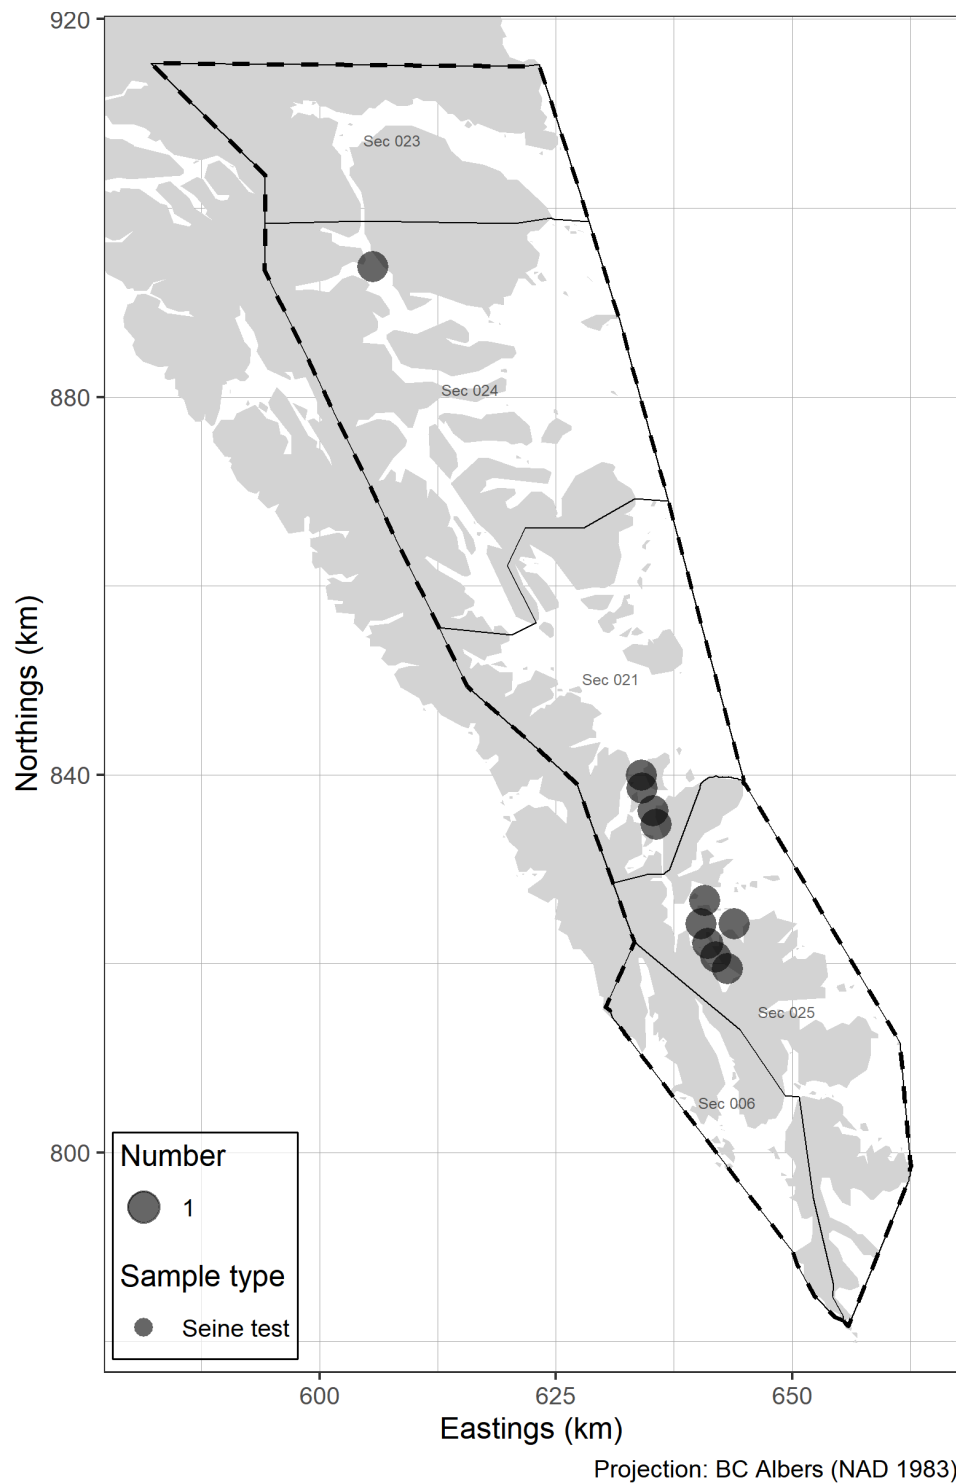 920
880
840
800
Northings (km)
Sec 023
Sec 024
Sec 021
Sec 025
Sec 006
Number
1
Sample type
Seine test
600
625
650
Eastings (km)
Projection: BC Albers (NAD 1983)